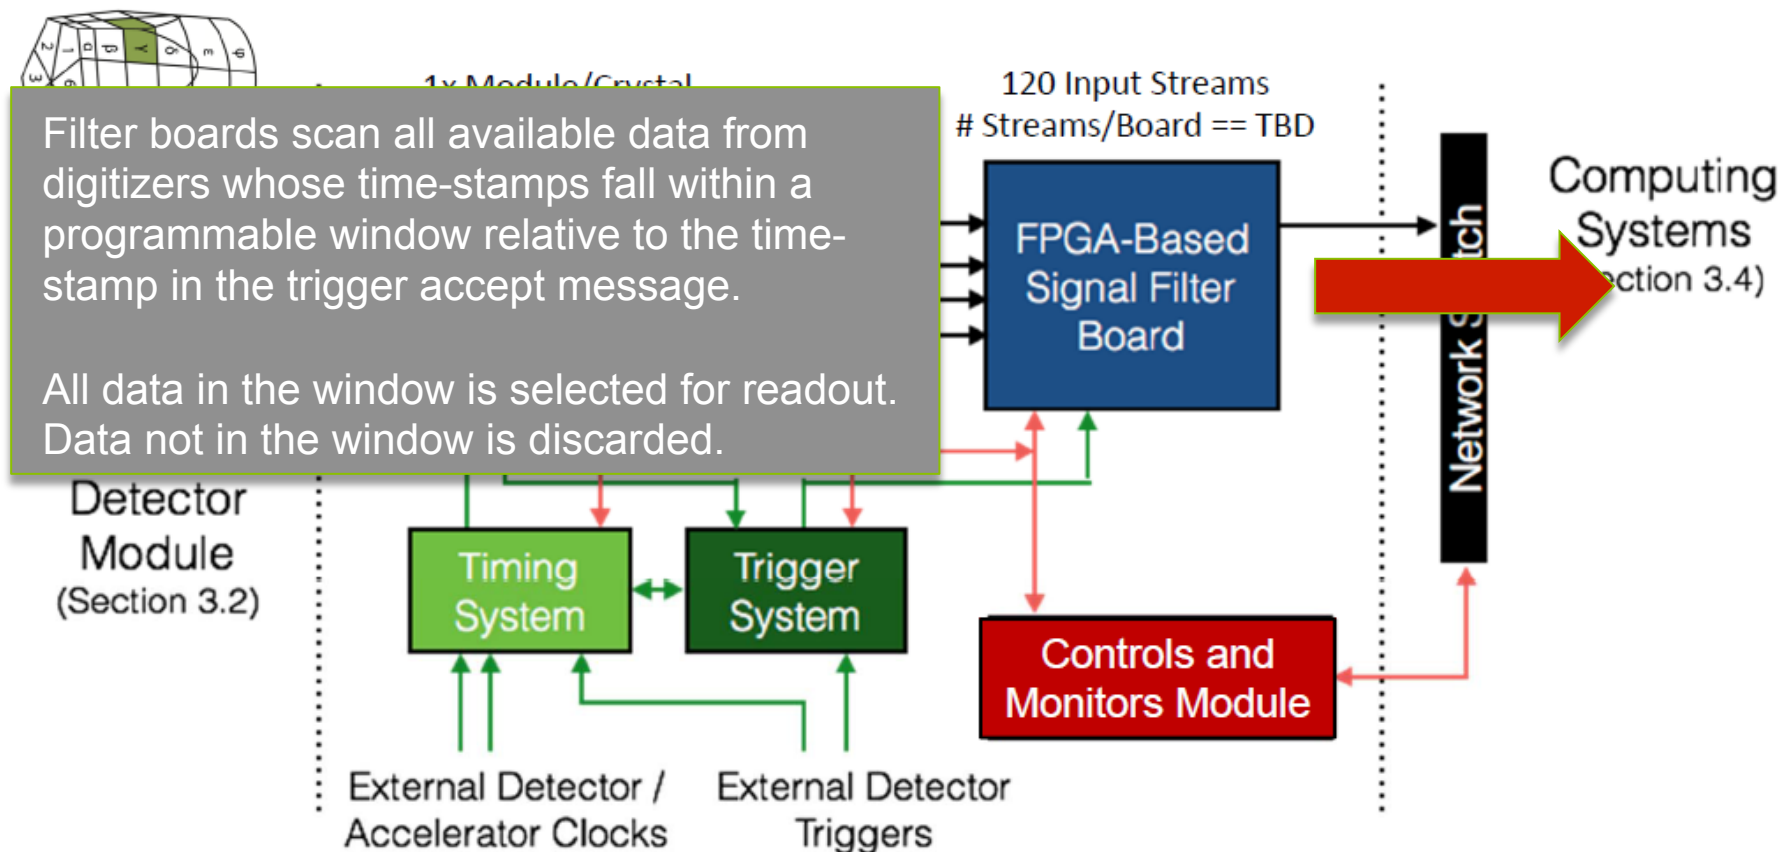 2 1 α β γ δ ε φ
3 6
1x Module/Crystal
120 Input Streams
# Streams/Board == TBD
Filter boards scan all available data from
digitizers whose time-stamps fall within a
programmable window relative to the time-
stamp in the trigger accept message.
All data in the window is selected for readout.
Data not in the window is discarded.
FPGA-Based
Signal Filter
Board
Network
Computing
Systems
ction 3.4)
Detector
Module
(Section 3.2)
Timing
System
Trigger
System
Controls and
Monitors Module
External Detector /
Accelerator Clocks
External Detector
Triggers